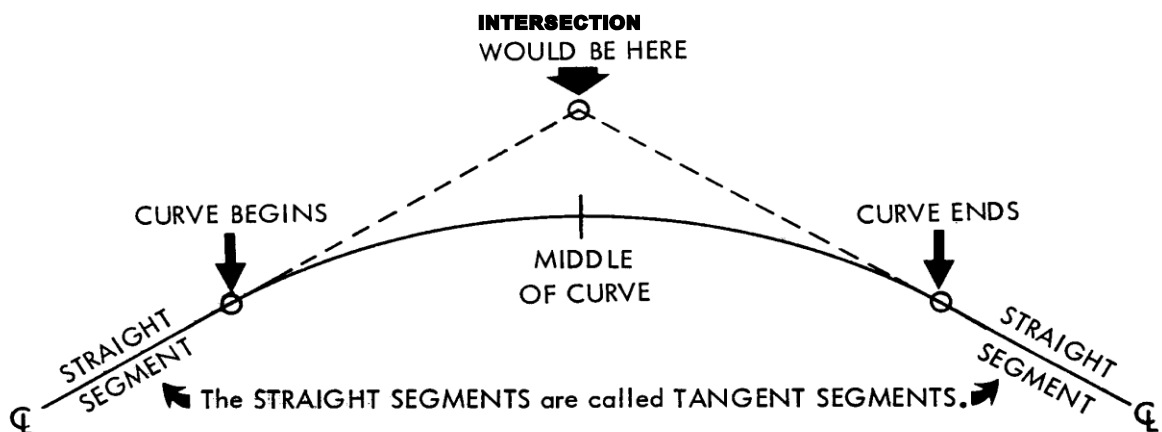 INTERSECTION
WOULD BE HERE
CURVE BEGINS
CURVE ENDS
MIDDLE
OF CURVE
STRAIGHT
SEGMENT
STRAIGHT
SEGMENT
The STRAIGHT SEGMENTS are called TANGENT SEGMENTS.
℄
℄